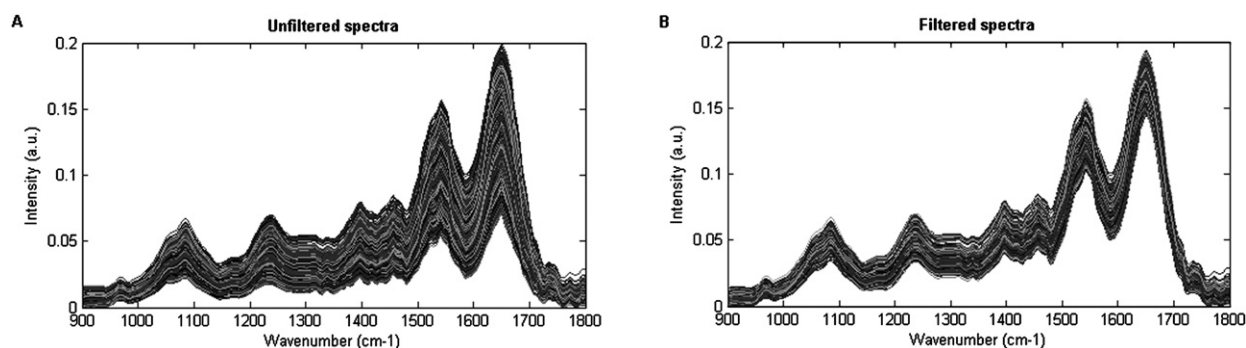 A
Unfiltered spectra
0.2
0.15
0.1
0.05
0
Intensity (a.u.)
900 1000 1100 1200 1300 1400 1500 1600 1700 1800
Wavenumber (cm-1)
B
Filtered spectra
0.2
0.15
0.1
0.05
0
Intensity (a.u.)
900 1000 1100 1200 1300 1400 1500 1600 1700 1800
Wavenumber (cm-1)